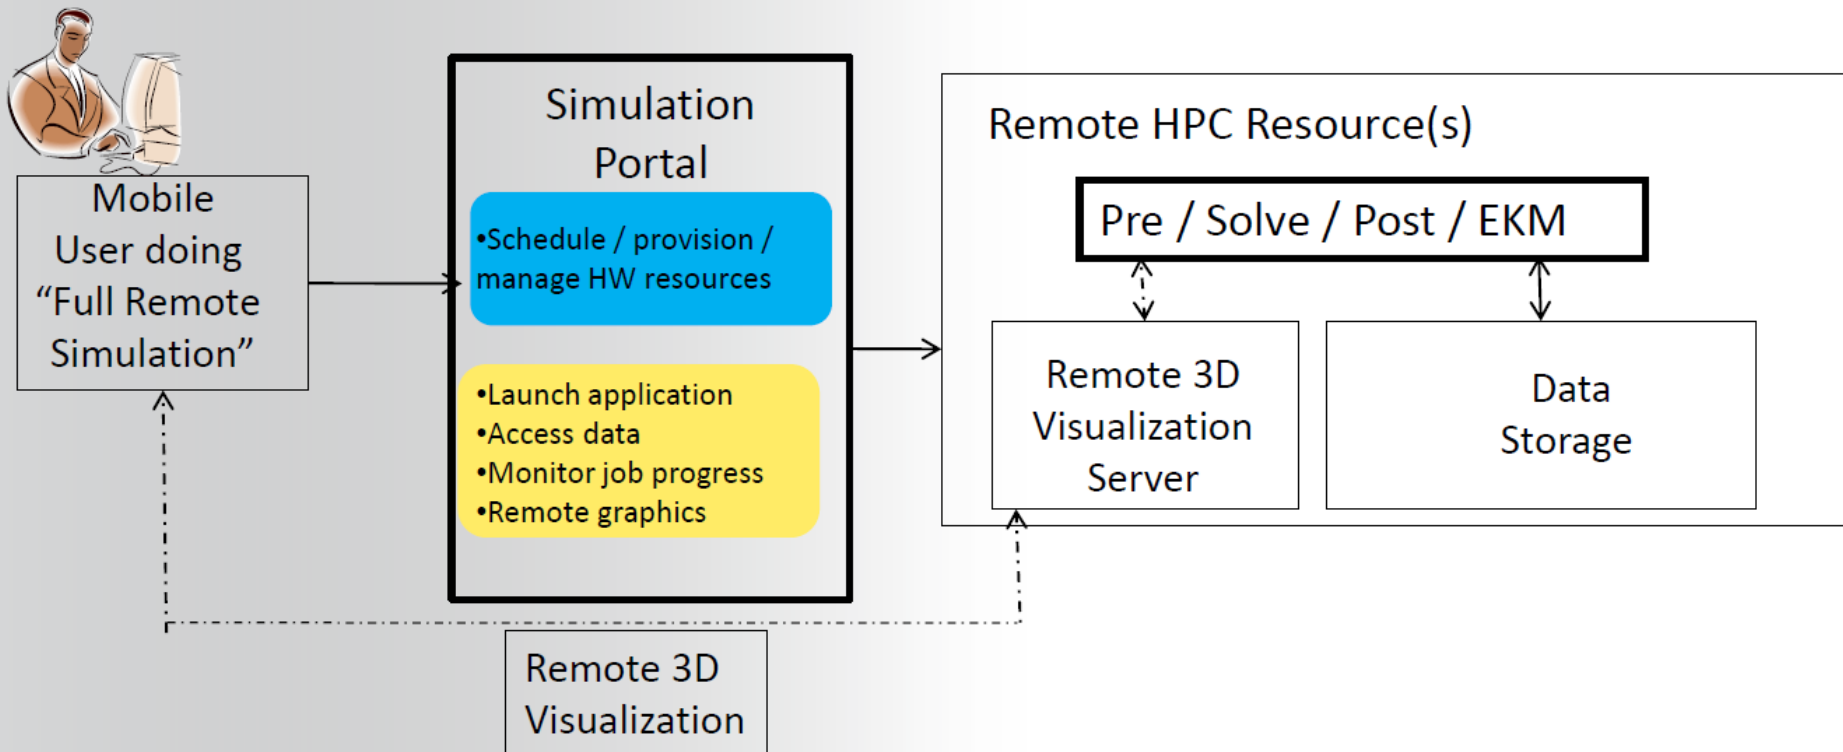 Mobile
User doing
“Full Remote
Simulation”
Simulation
Portal
•Schedule / provision /
manage HW resources
•Launch application
•Access data
•Monitor job progress
•Remote graphics
Remote HPC Resource(s)
Pre / Solve / Post / EKM
Remote 3D
Visualization
Server
Data
Storage
Remote 3D
Visualization